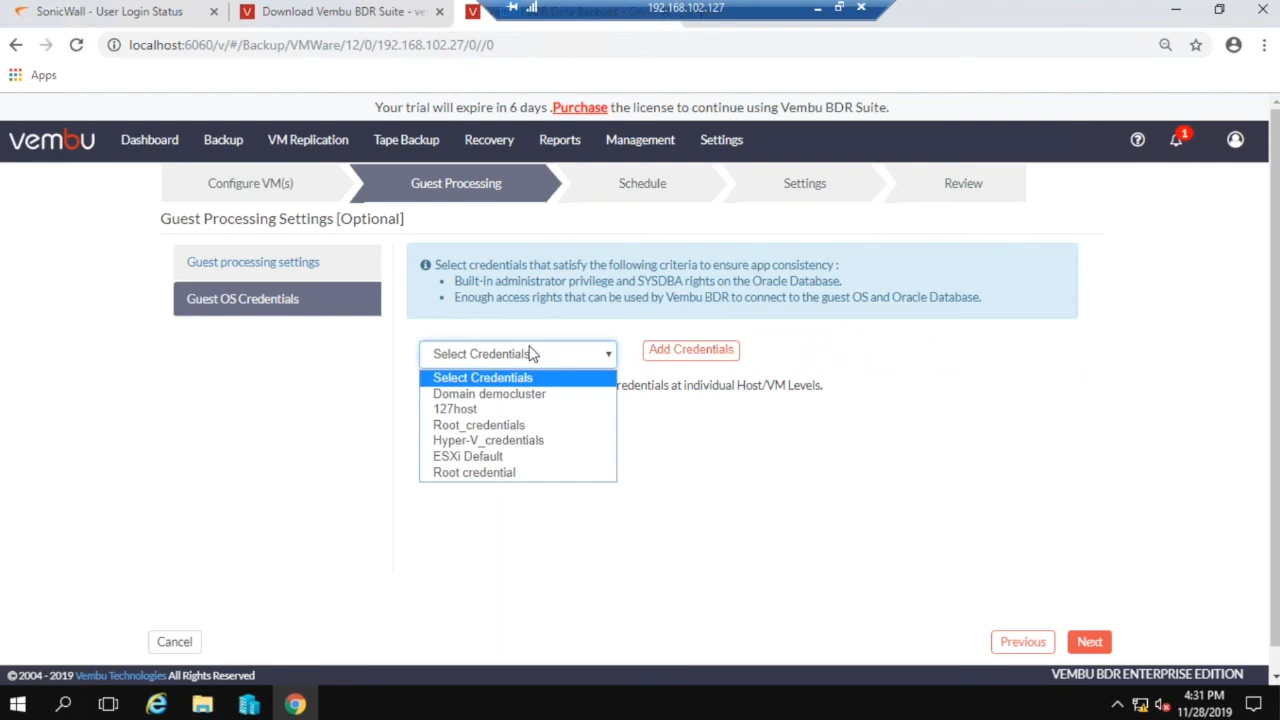 SonicWall - User Login Status
Download Vembu BDR Suite - ve
192.168.102.127
localhost:6060/v/#/Backup/VMWare/12/0/192.168.102.27/0//0
Apps
Your trial will expire in 6 days .Purchase the license to continue using Vembu BDR Suite.
vembu
Dashboard
Backup
VM Replication
Tape Backup
Recovery
Reports
Management
Settings
1
Configure VM(s)
Guest Processing
Schedule
Settings
Review
Guest Processing Settings [Optional]
Guest processing settings
Guest OS Credentials
Select credentials that satisfy the following criteria to ensure app consistency :
• Built-in administrator privilege and SYSDBA rights on the Oracle Database.
• Enough access rights that can be used by Vembu BDR to connect to the guest OS and Oracle Database.
Select Credentials
Add Credentials
redentials at individual Host/VM Levels.
Select Credentials
Domain democluster
127host
Root_credentials
Hyper-V_credentials
ESXi Default
Root credential
Cancel
Previous
Next
© 2004 - 2019 Vembu Technologies All Rights Reserved
VEMBU BDR ENTERPRISE EDITION
4:31 PM
11/28/2019